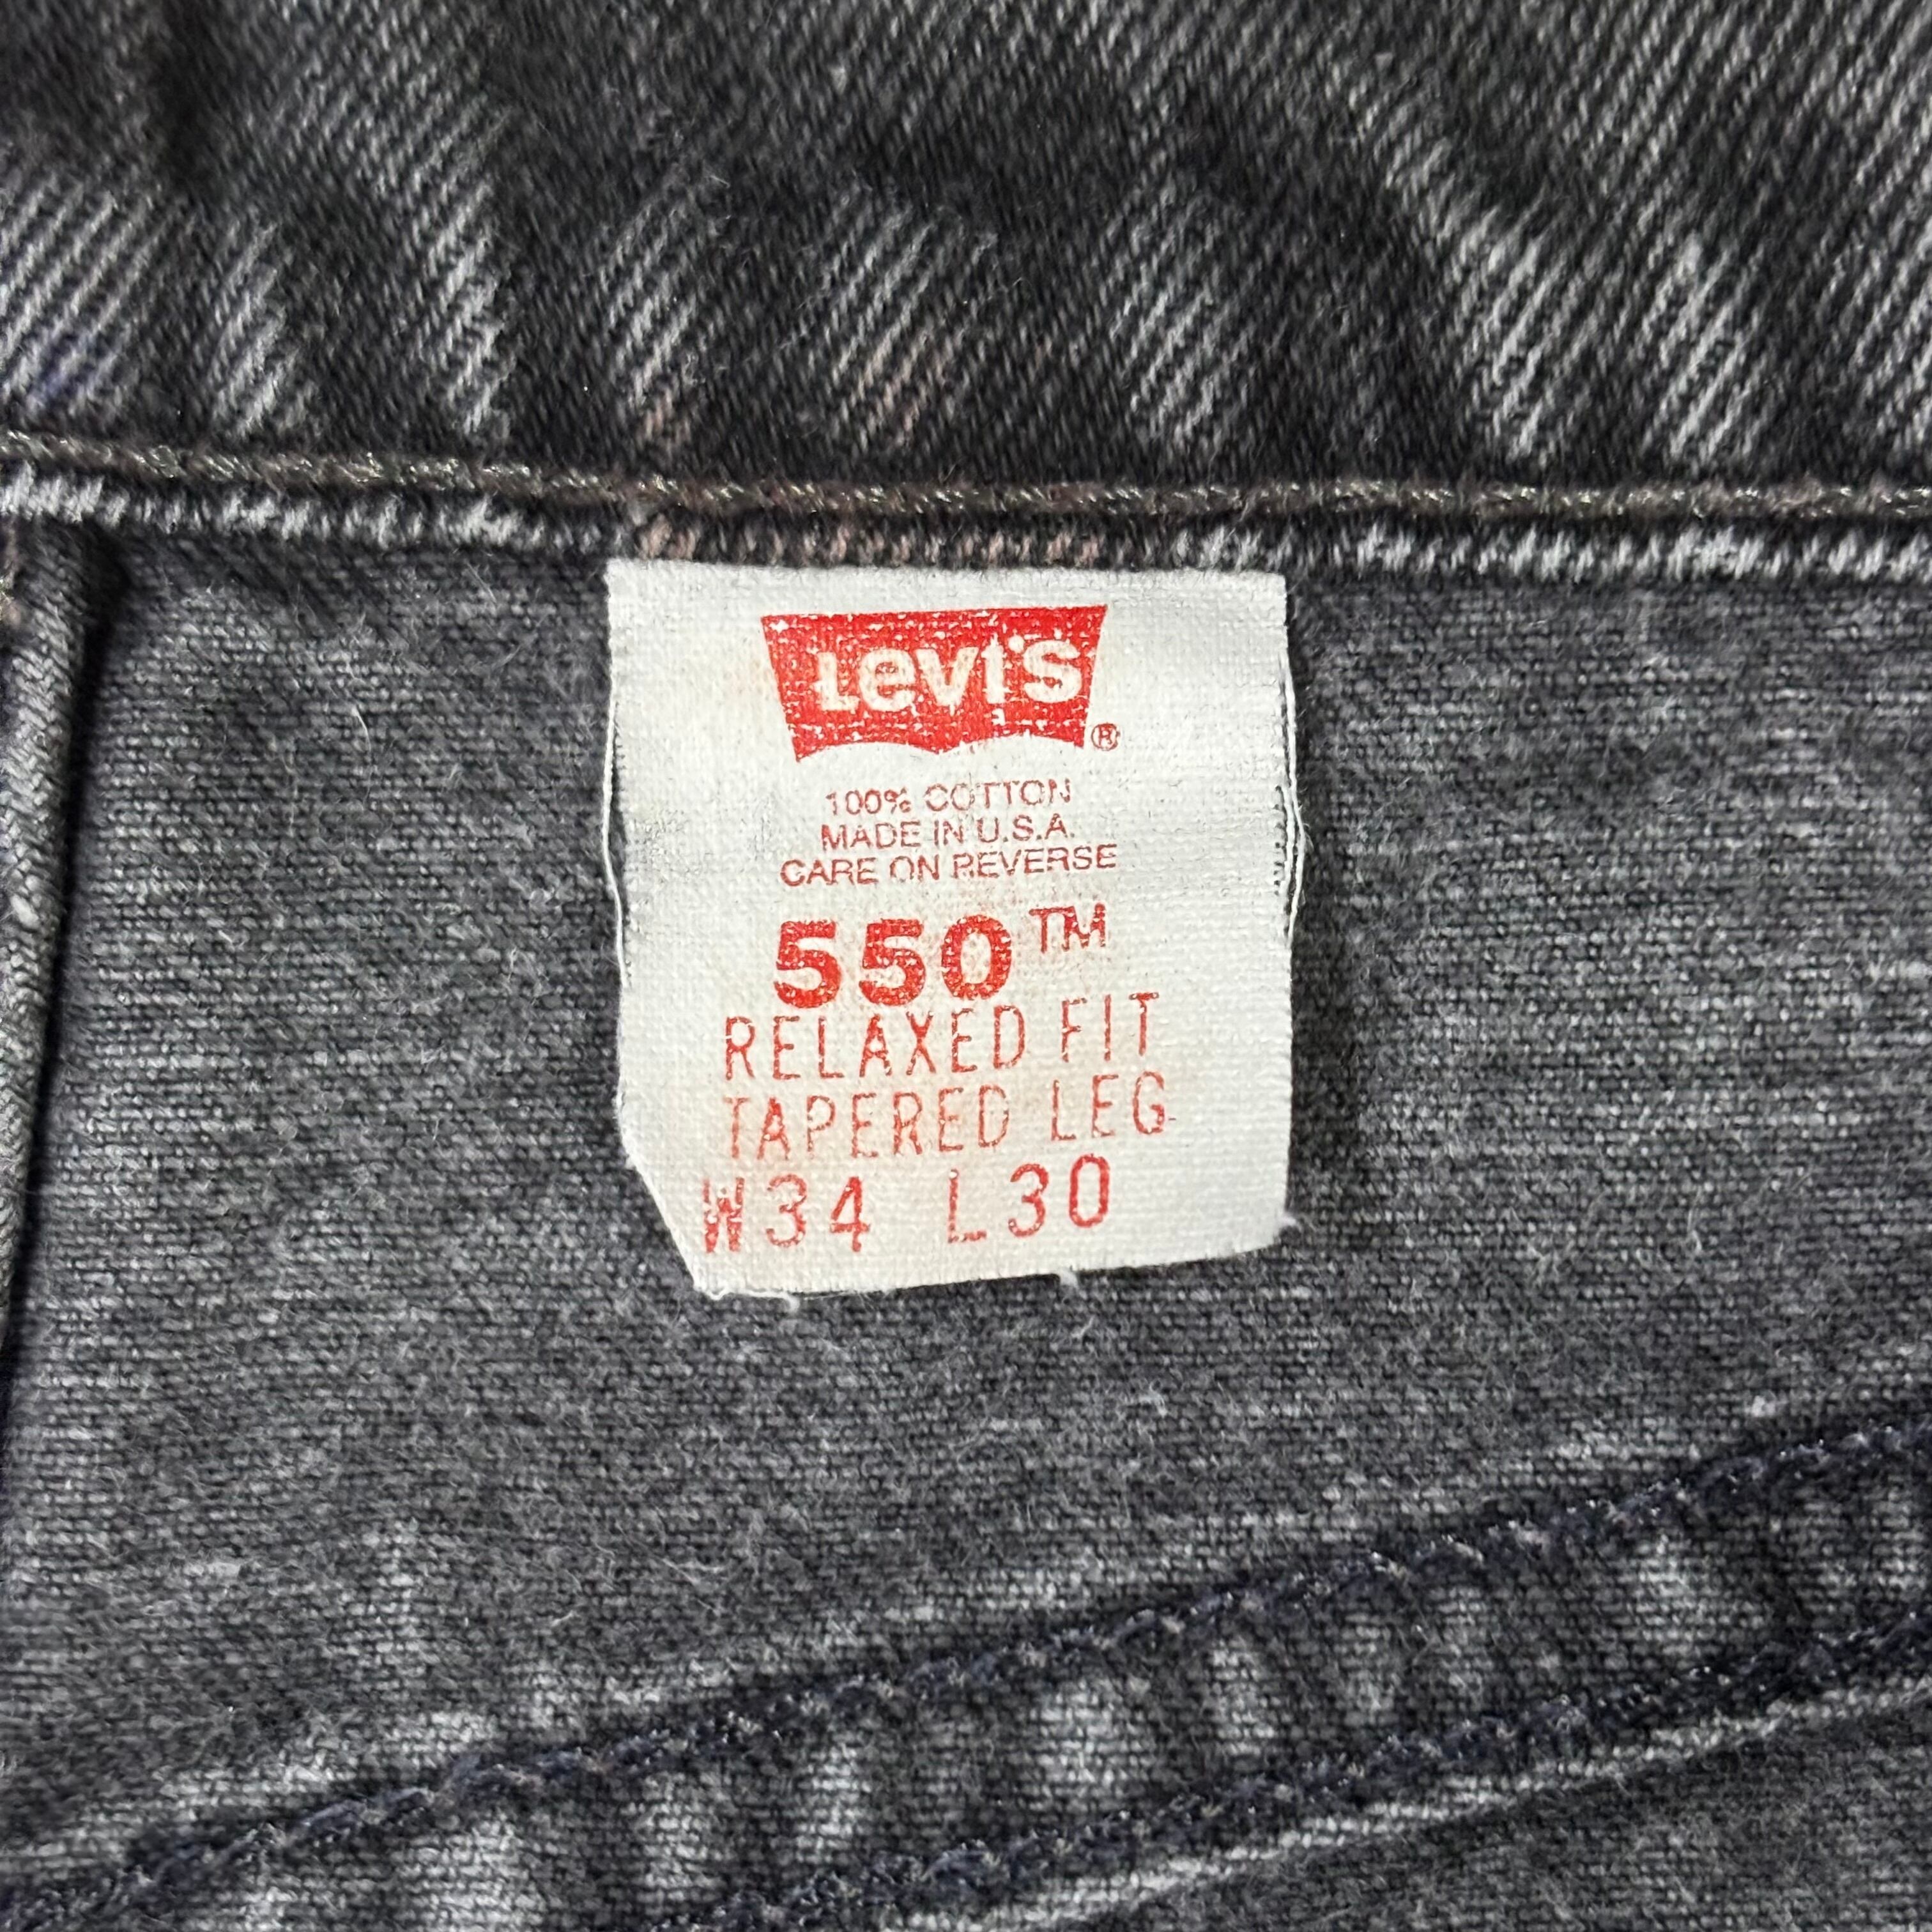 Levi's®
100% COTTON
MADE IN U.S.A.
CARE ON REVERSE
550™
RELAXED FIT
TAPERED LEG
W34 L30